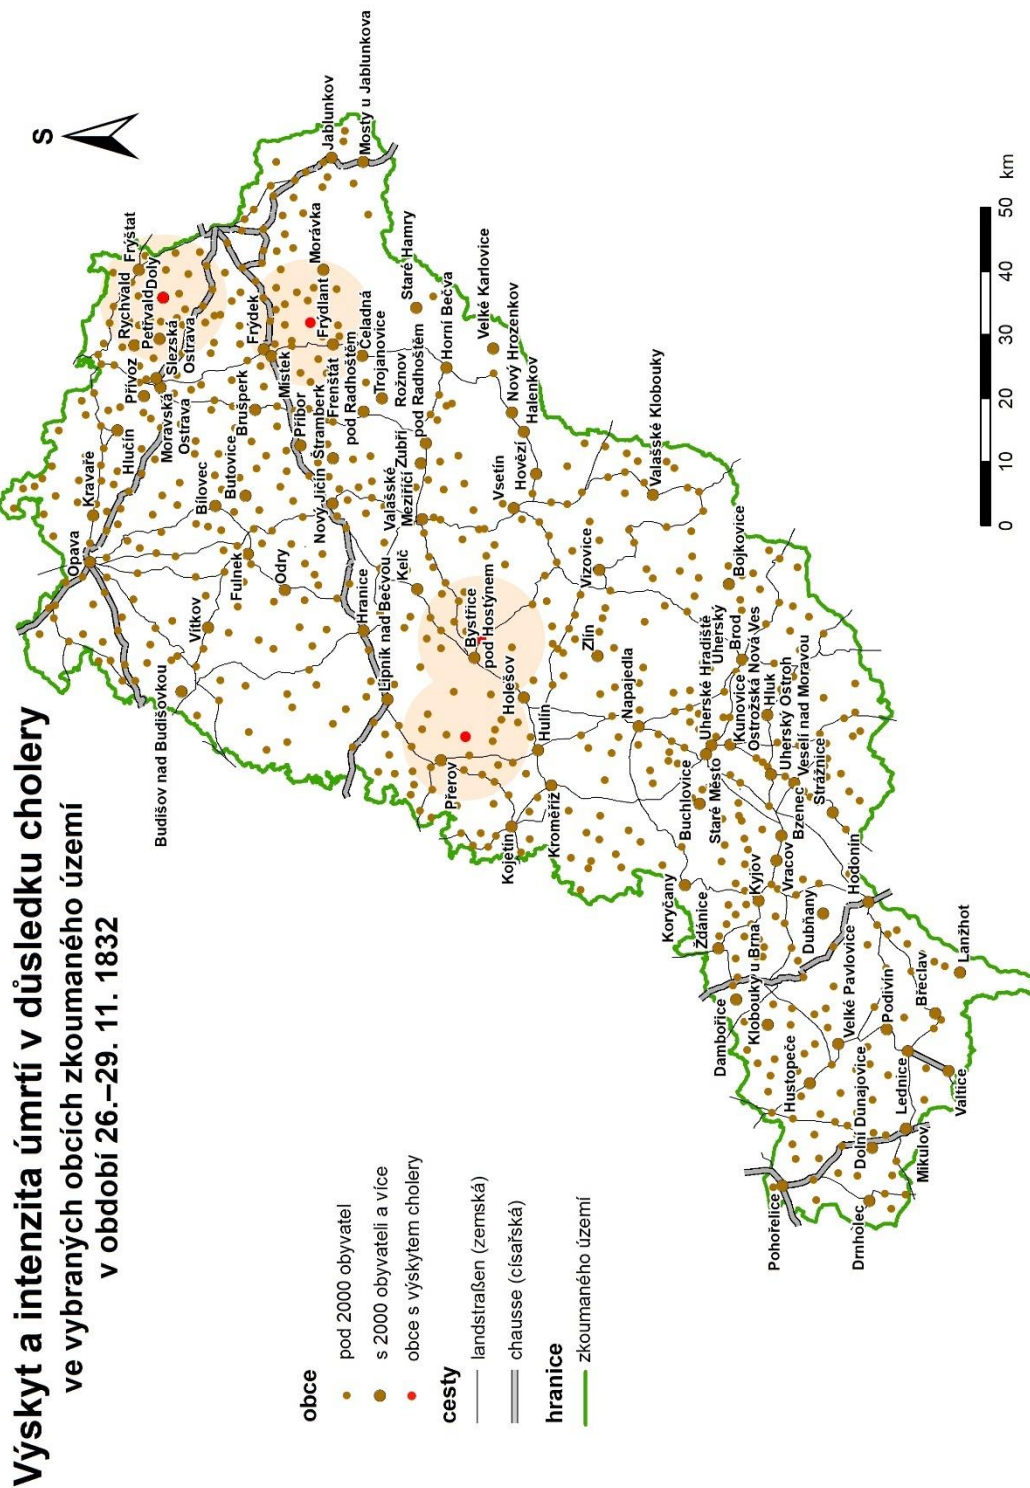 Výskyt a intenzita úmrtí v důsledku cholery
ve vybraných obcích zkoumaného území
v období 26.–29. 11. 1832
S
obce
pod 2000 obyvatel
s 2000 obyvateli a více
obce s výskytem cholery
cesty
landstraßen (zemská)
chausse (císařská)
hranice
zkoumaného území
0 10 20 30 40 50 km
Opava
Kravaře
Hlučín
Přívoz
Rychvald
Petřvald
Doly
Fryštat
Slezská
Ostrava
Moravská
Ostrava
Budišov nad Budišovkou
Vítkov
Bílovec
Butovice
Fulnek
Odry
Brušperk
Místek
Frýdek
Příbor
Štramberk
Frenštát
pod Radhoštěm
Frýdlant
Morávka
Jablunkov
Mosty u Jablunkova
Čeladná
Trojanovice
Staré Hamry
Nový Jičín
Hranice
Lipník nad Bečvou
Kelč
Valašské
Meziříčí
Zubří
Rožnov
pod Radhoštěm
Horní Bečva
Velké Karlovice
Nový Hrozenkov
Halenkov
Hovězí
Vsetín
Bystřice
pod Hostýnem
Holešov
Přerov
Kojetín
Kroměříž
Hulín
Zlín
Vizovice
Valašské Klobouky
Napajedla
Bojkovice
Uherské Hradiště
Uherský
Brod
Kunovice
Ostrožská Nová Ves
Hluk
Uherský Ostroh
Veselí nad Moravou
Strážnice
Staré Město
Buchlovice
Bzenec
Vracov
Kyjov
Koryčany
Ždánice
Dubňany
Hodonín
Dambořice
Klobouky u Brna
Hustopeče
Velké Pavlovice
Podivín
Břeclav
Lanžhot
Lednice
Valtice
Dolní Dunajovice
Mikulov
Pohořelice
Drnholec